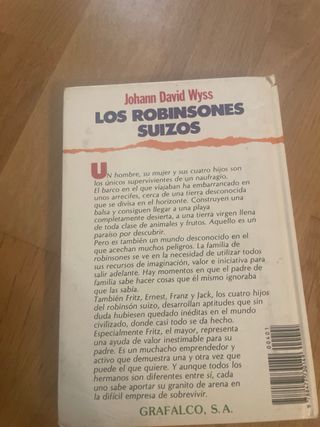 Johann David Wyss
LOS ROBINSONES
SUIZOS
UN hombre, su mujer y sus cuatro hijos son
los únicos supervivientes de un naufragio.
El barco en el que viajaban ha embarrancado en
unos arrecifes, cerca de una tierra desconocida
que se divisa en el horizonte. Construyen una
balsa y consiguen llegar a una playa
completamente desierta, a una tierra virgen llena
de toda clase de animales y frutos. Aquello es un
paraíso por descubrir.
Pero es también un mundo desconocido en el
que acechan muchos peligros. La familia de
robinsones se ve en la necesidad de utilizar todos
sus recursos de imaginación, valor e iniciativa para
salir adelante. Hay momentos en que el padre de
familia sabe hacer cosas que él mismo ignoraba
que las sabía.
También Fritz, Ernest, Franz y Jack, los cuatro hijos
del robinsón suizo, desarrollan aptitudes que sin
duda hubiesen quedado inéditas en el mundo
civilizado, donde casi todo se da hecho.
Especialmente Fritz, el mayor, representa
una ayuda de valor inestimable para su
padre. Es un muchacho emprendedor y
activo que demuestra una y otra vez que
puede el que quiere. Y aunque todos los
hermanos son diferentes entre sí, cada
uno sabe aportar su granito de arena en
la difícil empresa de sobrevivir.
GRAFALCO, S.A.
00407